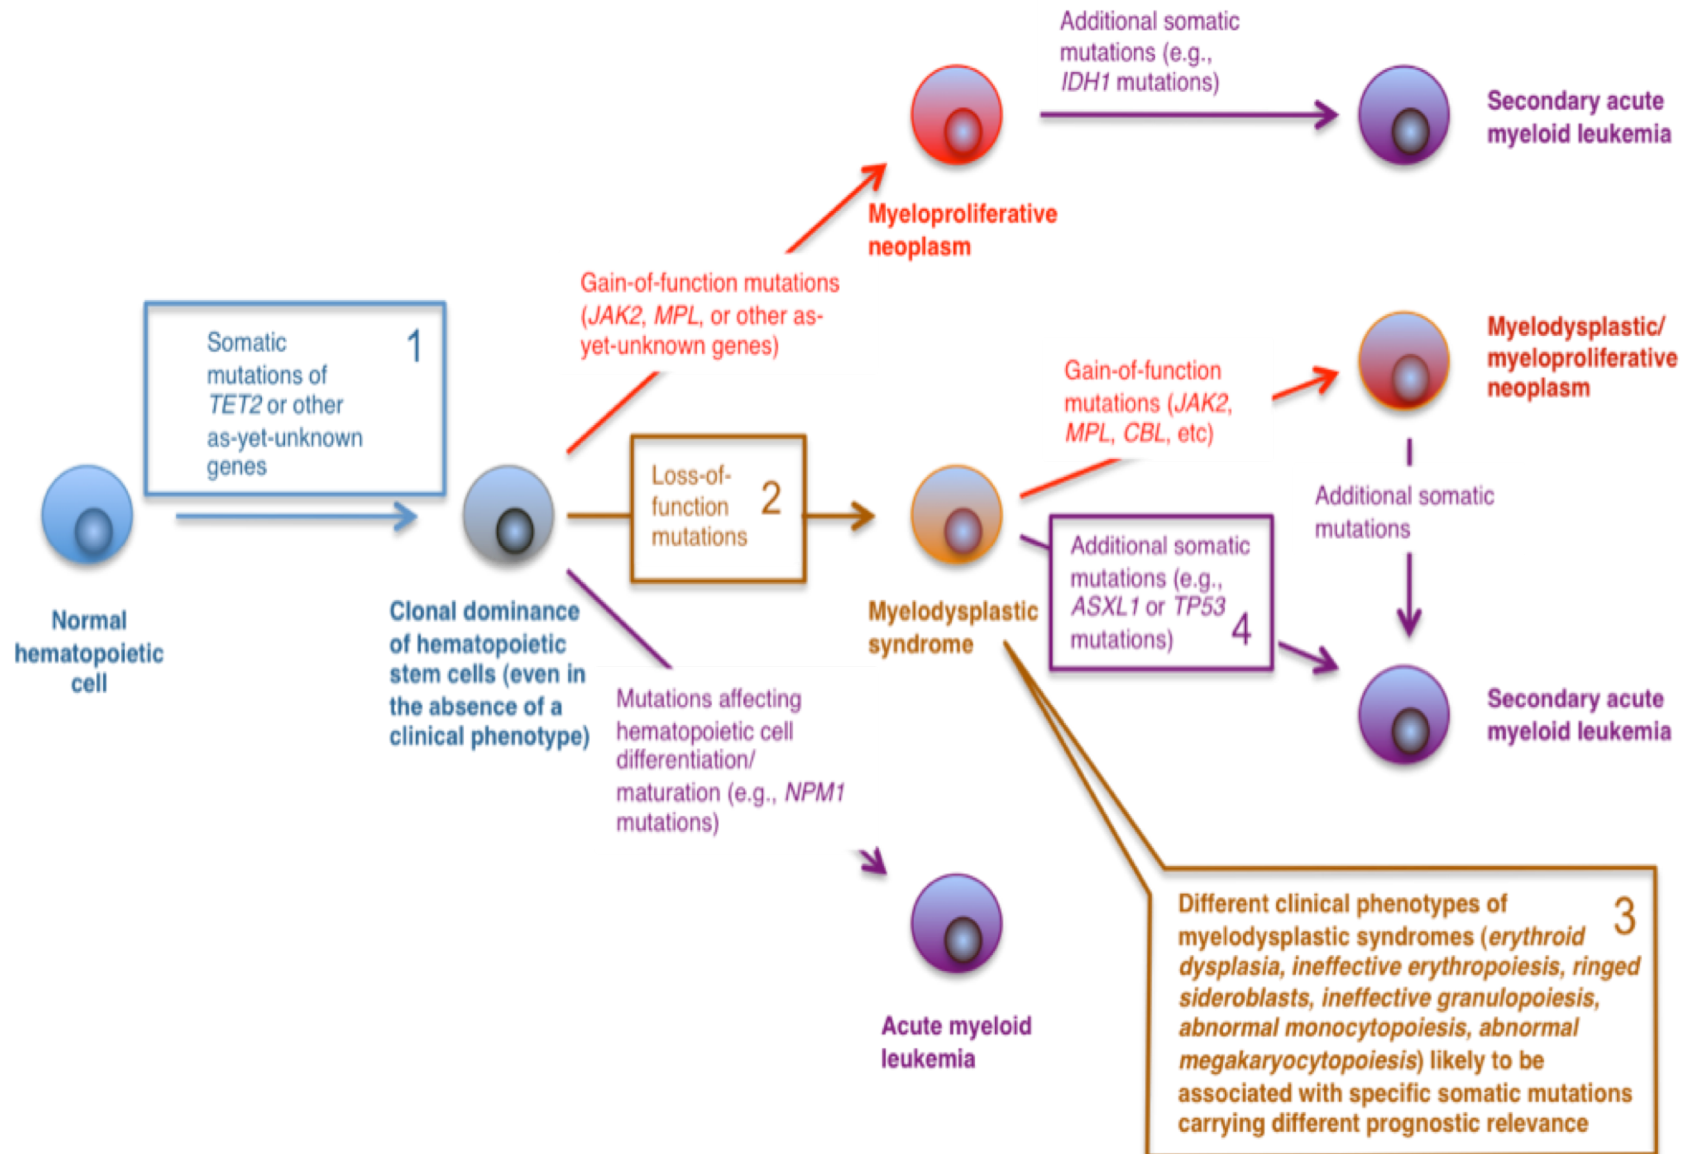 Additional somatic
mutations (e.g.,
IDH1 mutations)
Secondary acute
myeloid leukemia
Myeloproliferative
neoplasm
Gain-of-function mutations
(JAK2, MPL, or other as-
yet-unknown genes)
Somatic
mutations of
TET2 or other
as-yet-unknown
genes
1
Myelodysplastic/
myeloproliferative
neoplasm
Gain-of-function
mutations (JAK2,
MPL, CBL, etc)
Loss-of-
function
mutations
2
Additional somatic
mutations
Additional somatic
mutations (e.g.,
ASXL1 or TP53
mutations)
4
Normal
hematopoietic
cell
Clonal dominance
of hematopoietic
stem cells (even in
the absence of a
clinical phenotype)
Myelodysplastic
syndrome
Secondary acute
myeloid leukemia
Mutations affecting
hematopoietic cell
differentiation/
maturation (e.g., NPM1
mutations)
Acute myeloid
leukemia
Different clinical phenotypes of
myelodysplastic syndromes (erythroid
dysplasia, ineffective erythropoiesis, ringed
sideroblasts, ineffective granulopoiesis,
abnormal monocytopoiesis, abnormal
megakaryocytopoiesis) likely to be
associated with specific somatic mutations
carrying different prognostic relevance
3